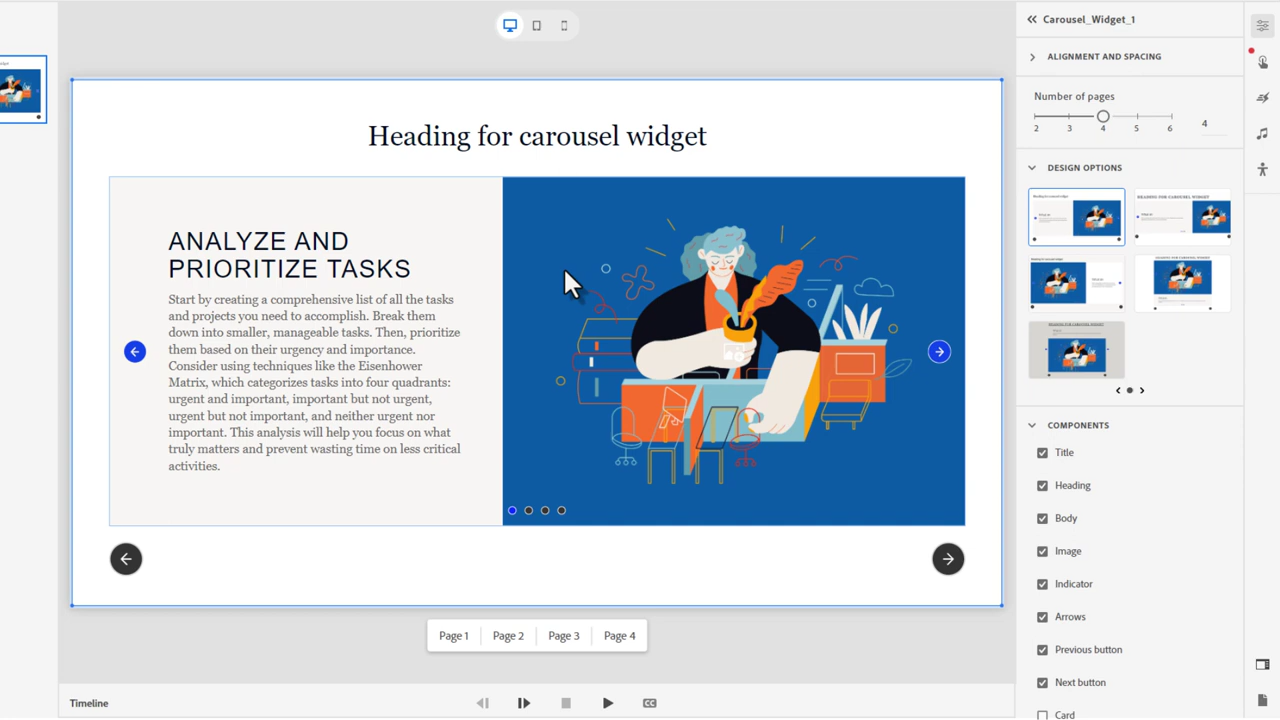 Carousel_Widget_1
ALIGNMENT AND SPACING
Number of pages
2 3 4 5 6
4
DESIGN OPTIONS
Heading for carousel widget
ANALYZE AND
PRIORITIZE TASKS
Start by creating a comprehensive list of all the tasks
and projects you need to accomplish. Break them
down into smaller, manageable tasks. Then, prioritize
them based on their urgency and importance.
Consider using techniques like the Eisenhower
Matrix, which categorizes tasks into four quadrants:
urgent and important, important but not urgent,
urgent but not important, and neither urgent nor
important. This analysis will help you focus on what
truly matters and prevent wasting time on less critical
activities.
Page 1
Page 2
Page 3
Page 4
HEADING FOR CAROUSEL WIDGET
COMPONENTS
Title
Heading
Body
Image
Indicator
Arrows
Previous button
Next button
Card
Timeline
CC